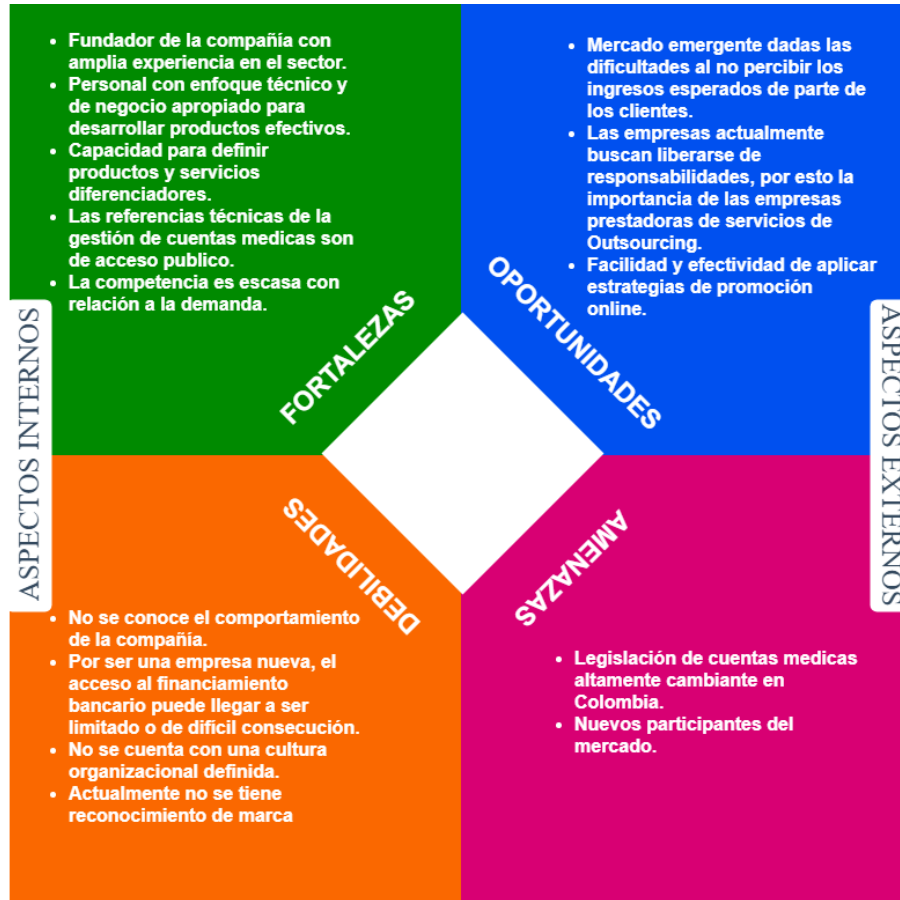 • Fundador de la compañía con
amplia experiencia en el sector.
• Personal con enfoque técnico y
de negocio apropiado para
desarrollar productos efectivos.
• Capacidad para definir
productos y servicios
diferenciadores.
• Las referencias técnicas de la
gestión de cuentas medicas son
de acceso publico.
• La competencia es escasa con
relación a la demanda.
FORTALEZAS
• Mercado emergente dadas las
dificultades al no percibir los
ingresos esperados de parte de
los clientes.
• Las empresas actualmente
buscan liberarse de
responsabilidades, por esto la
importancia de las empresas
prestadoras de servicios de
Outsourcing.
• Facilidad y efectividad de aplicar
estrategias de promoción
online.
OPORTUNIDADES
ASPECTOS INTERNOS
ASPECTOS EXTERNOS
DEBILIDADES
• No se conoce el comportamiento
de la compañía.
• Por ser una empresa nueva, el
acceso al financiamiento
bancario puede llegar a ser
limitado o de difícil consecución.
• No se cuenta con una cultura
organizacional definida.
• Actualmente no se tiene
reconocimiento de marca
AMENAZAS
• Legislación de cuentas medicas
altamente cambiante en
Colombia.
• Nuevos participantes del
mercado.